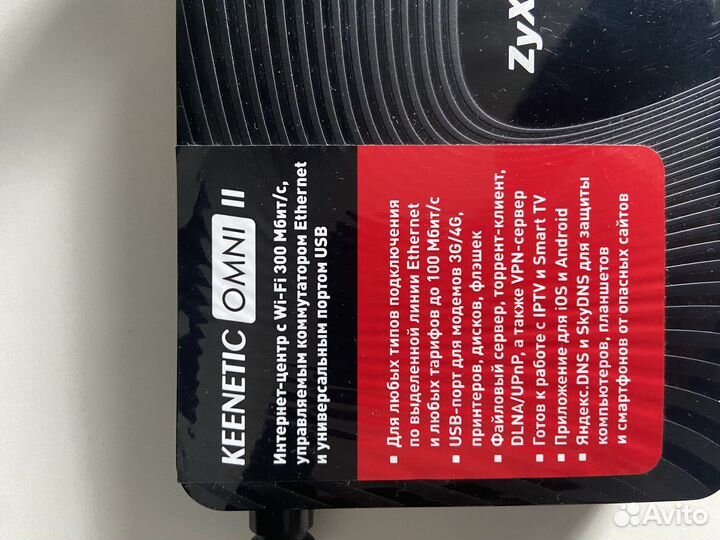 ZyX
KEENETIC OMNI II
Интернет-центр с Wi-Fi 300 Мбит/с,
управляемым коммутатором Ethernet
и универсальным портом USB
▪ Для любых типов подключения
по выделенной линии Ethernet
и любых тарифов до 100 Мбит/с
▪ USB-порт для модемов 3G/4G,
принтеров, дисков, флэшек
▪ Файловый сервер, торрент-клиент,
DLNA/UPnP, а также VPN-сервер
▪ Готов к работе с IPTV и Smart TV
▪ Приложение для iOS и Android
▪ Яндекс.DNS и SkyDNS для защиты
компьютеров, планшетов
и смартфонов от опасных сайтов
Avito